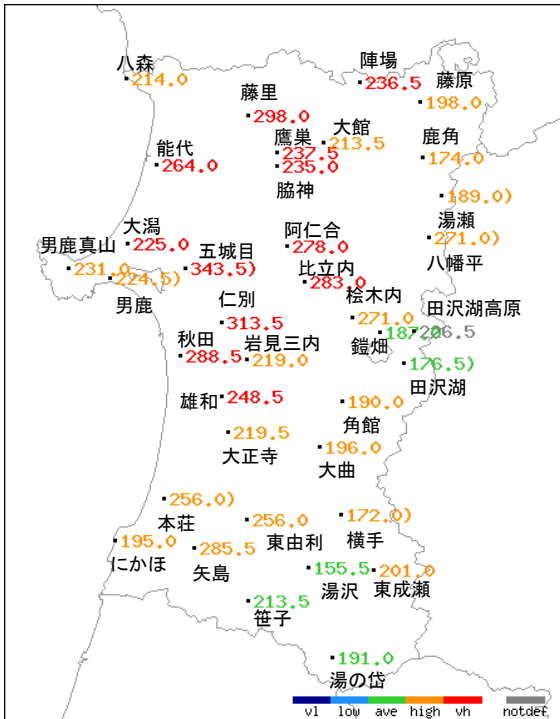 八森
214.0
陣場
236.5
藤原
198.0
藤里
298.0
大館
213.5
鷹巣
237.5
235.0
脇神
鹿角
174.0
能代
264.0
189.0)
湯瀬
271.0)
八幡平
大潟
225.0
男鹿真山
231.0
224.5)
男鹿
五城目
343.5)
阿仁合
278.0
比立内
283.0
仁別
313.5
桧木内
271.0
田沢湖高原
206.5
鎧畑
176.5)
田沢湖
秋田
288.5
岩見三内
219.0
雄和
248.5
190.0
角館
219.5
大正寺
196.0
大曲
256.0)
本荘
256.0
東由利
172.0)
横手
195.0
にかほ
285.5
矢島
155.5
湯沢
201.0
東成瀬
213.5
笹子
191.0
湯の岱
vl low ave high vh notdef